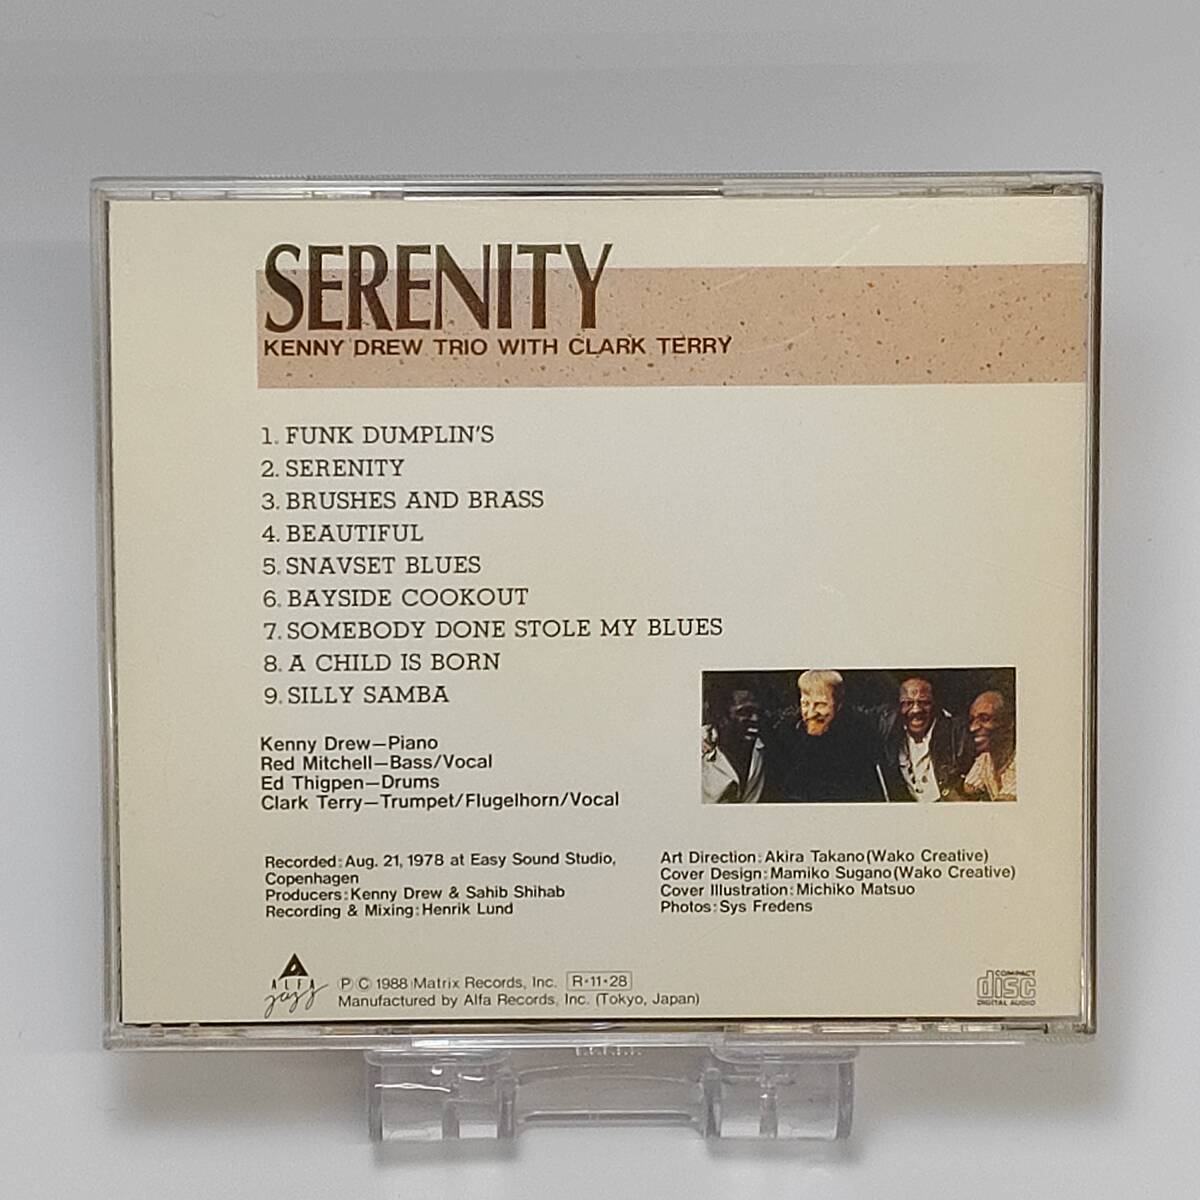 SERENITY
KENNY DREW TRIO WITH CLARK TERRY
1. FUNK DUMPLIN'S
2. SERENITY
3. BRUSHES AND BRASS
4. BEAUTIFUL
5. SNAVSET BLUES
6. BAYSIDE COOKOUT
7. SOMEBODY DONE STOLE MY BLUES
8. A CHILD IS BORN
9. SILLY SAMBA
Kenny Drew—Piano
Red Mitchell—Bass/Vocal
Ed Thigpen—Drums
Clark Terry—Trumpet/Flugelhorn/Vocal
Recorded: Aug. 21, 1978 at Easy Sound Studio,
Copenhagen
Producers: Kenny Drew & Sahib Shihab
Recording & Mixing: Henrik Lund
Art Direction: Akira Takano (Wako Creative)
Cover Design: Mamiko Sugano (Wako Creative)
Cover Illustration: Michiko Matsuo
Photos: Sys Fredens
ALFA
jazz
Ⓟ Ⓒ 1988 Matrix Records, Inc. R·11·28
Manufactured by Alfa Records, Inc. (Tokyo, Japan)
COMPACT
disc
DIGITAL AUDIO